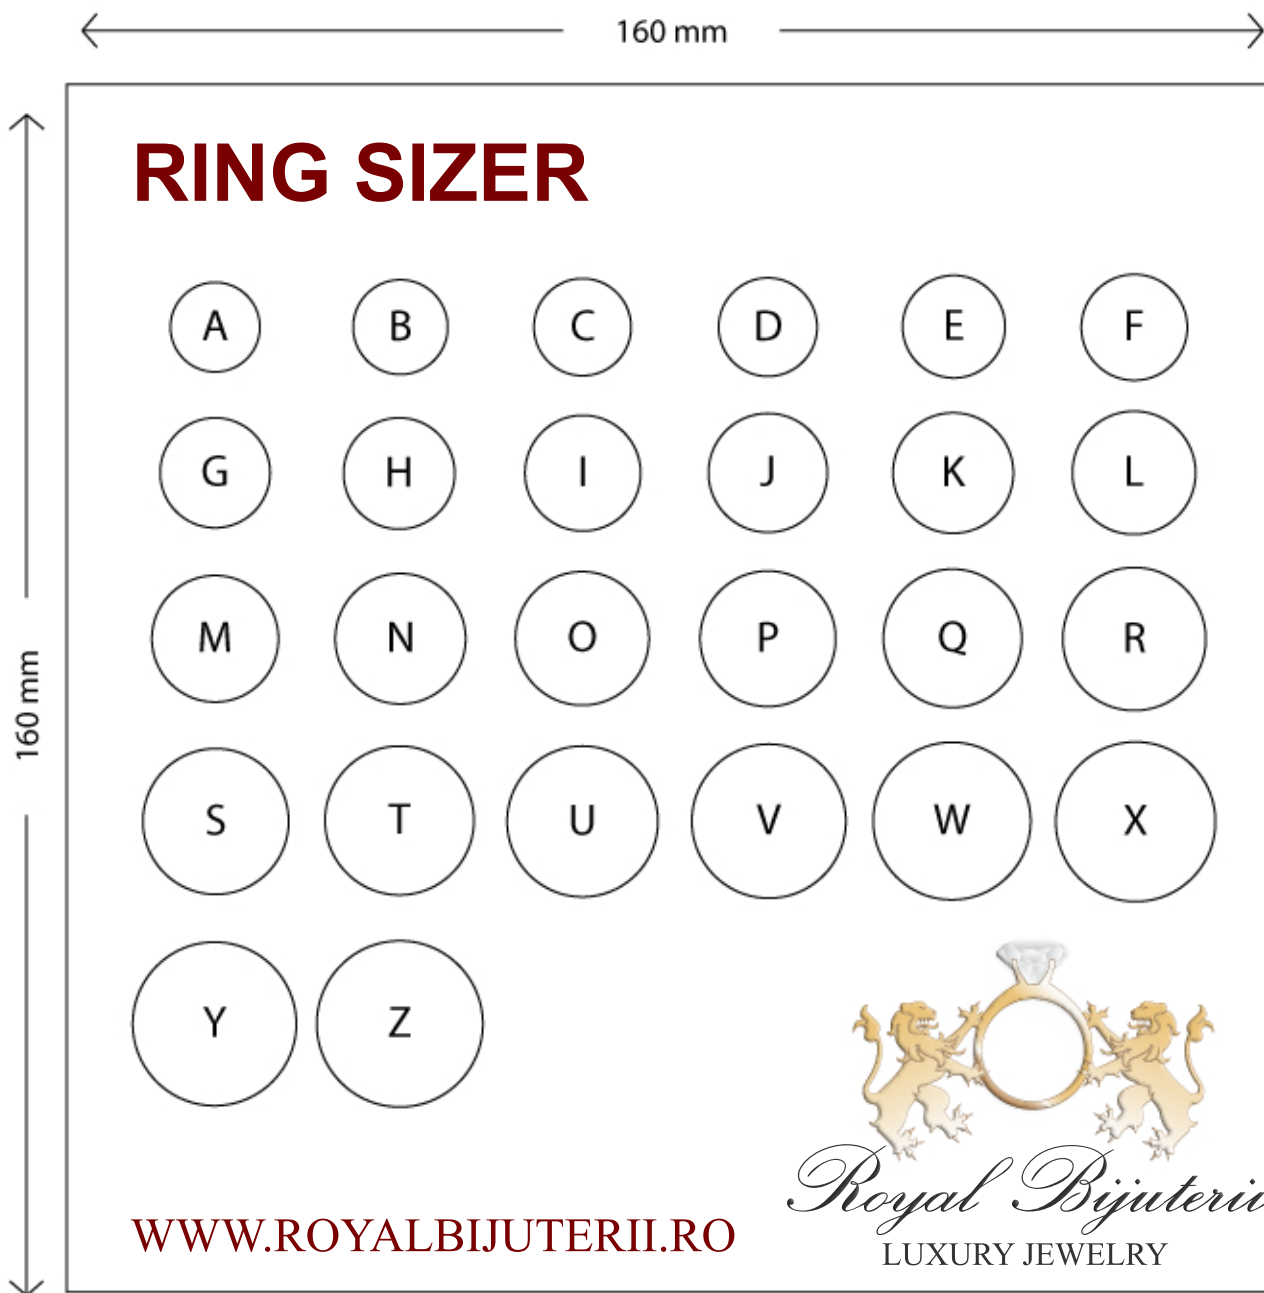 160 mm
160 mm
RING SIZER
A B C D E F
G H I J K L
M N O P Q R
S T U V W X
Y Z
Royal Bijuterii
LUXURY JEWELRY
WWW.ROYALBIJUTERII.RO